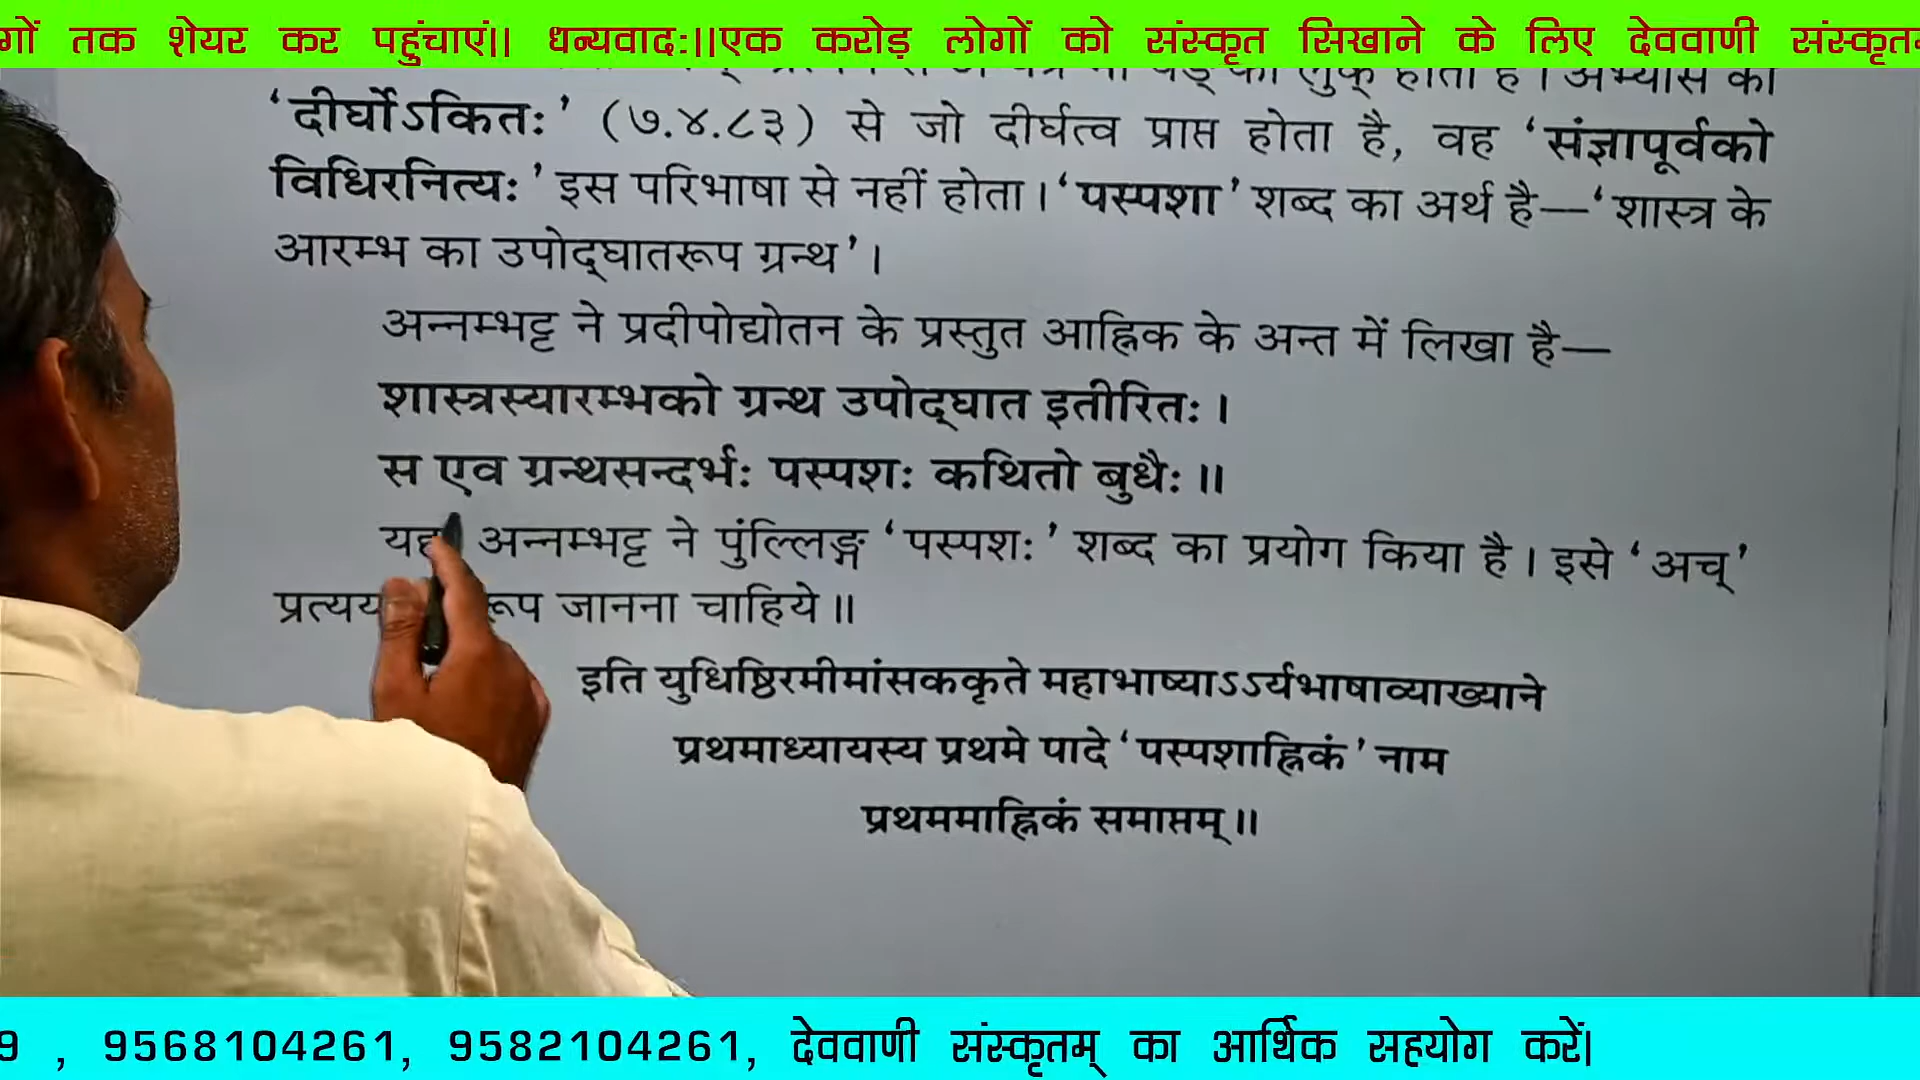 गों तक शेयर कर पहुंचाएं|| धन्यवादः||एक करोड़ लोगों को संस्कृत सिखाने के लिए देववाणी
लुक् होता है । अभ्यास को
‘दीर्घोऽकितः’ (७.४.८३) से जो दीर्घत्व प्राप्त होता है, वह ‘संज्ञापूर्वको
विधिरनित्यः’ इस परिभाषा से नहीं होता। ‘पस्पशा’ शब्द का अर्थ है—‘शास्त्र के
आरम्भ का उपोद्घातरूप ग्रन्थ’।
अन्नम्भट्ट ने प्रदीपोद्योतन के प्रस्तुत आह्निक के अन्त में लिखा है—
शास्त्रस्यारम्भको ग्रन्थ उपोद्घात इतीरितः।
स एव ग्रन्थसन्दर्भः पस्पशः कथितो बुधैः॥
अन्नम्भट्ट ने पुंल्लिङ्ग ‘पस्पशः’ शब्द का प्रयोग किया है। इसे ‘अच्’
जानना चाहिये॥
इति युधिष्ठिरमीमांसककृते महाभाष्याऽऽर्यभाषाव्याख्याने
प्रथमाध्यायस्य प्रथमे पादे ‘पस्पशाह्निकं’ नाम
प्रथममाह्निकं समाप्तम्॥
9 , 9568104261, 9582104261, देववाणी संस्कृतम् का आर्थिक सहयोग करें|